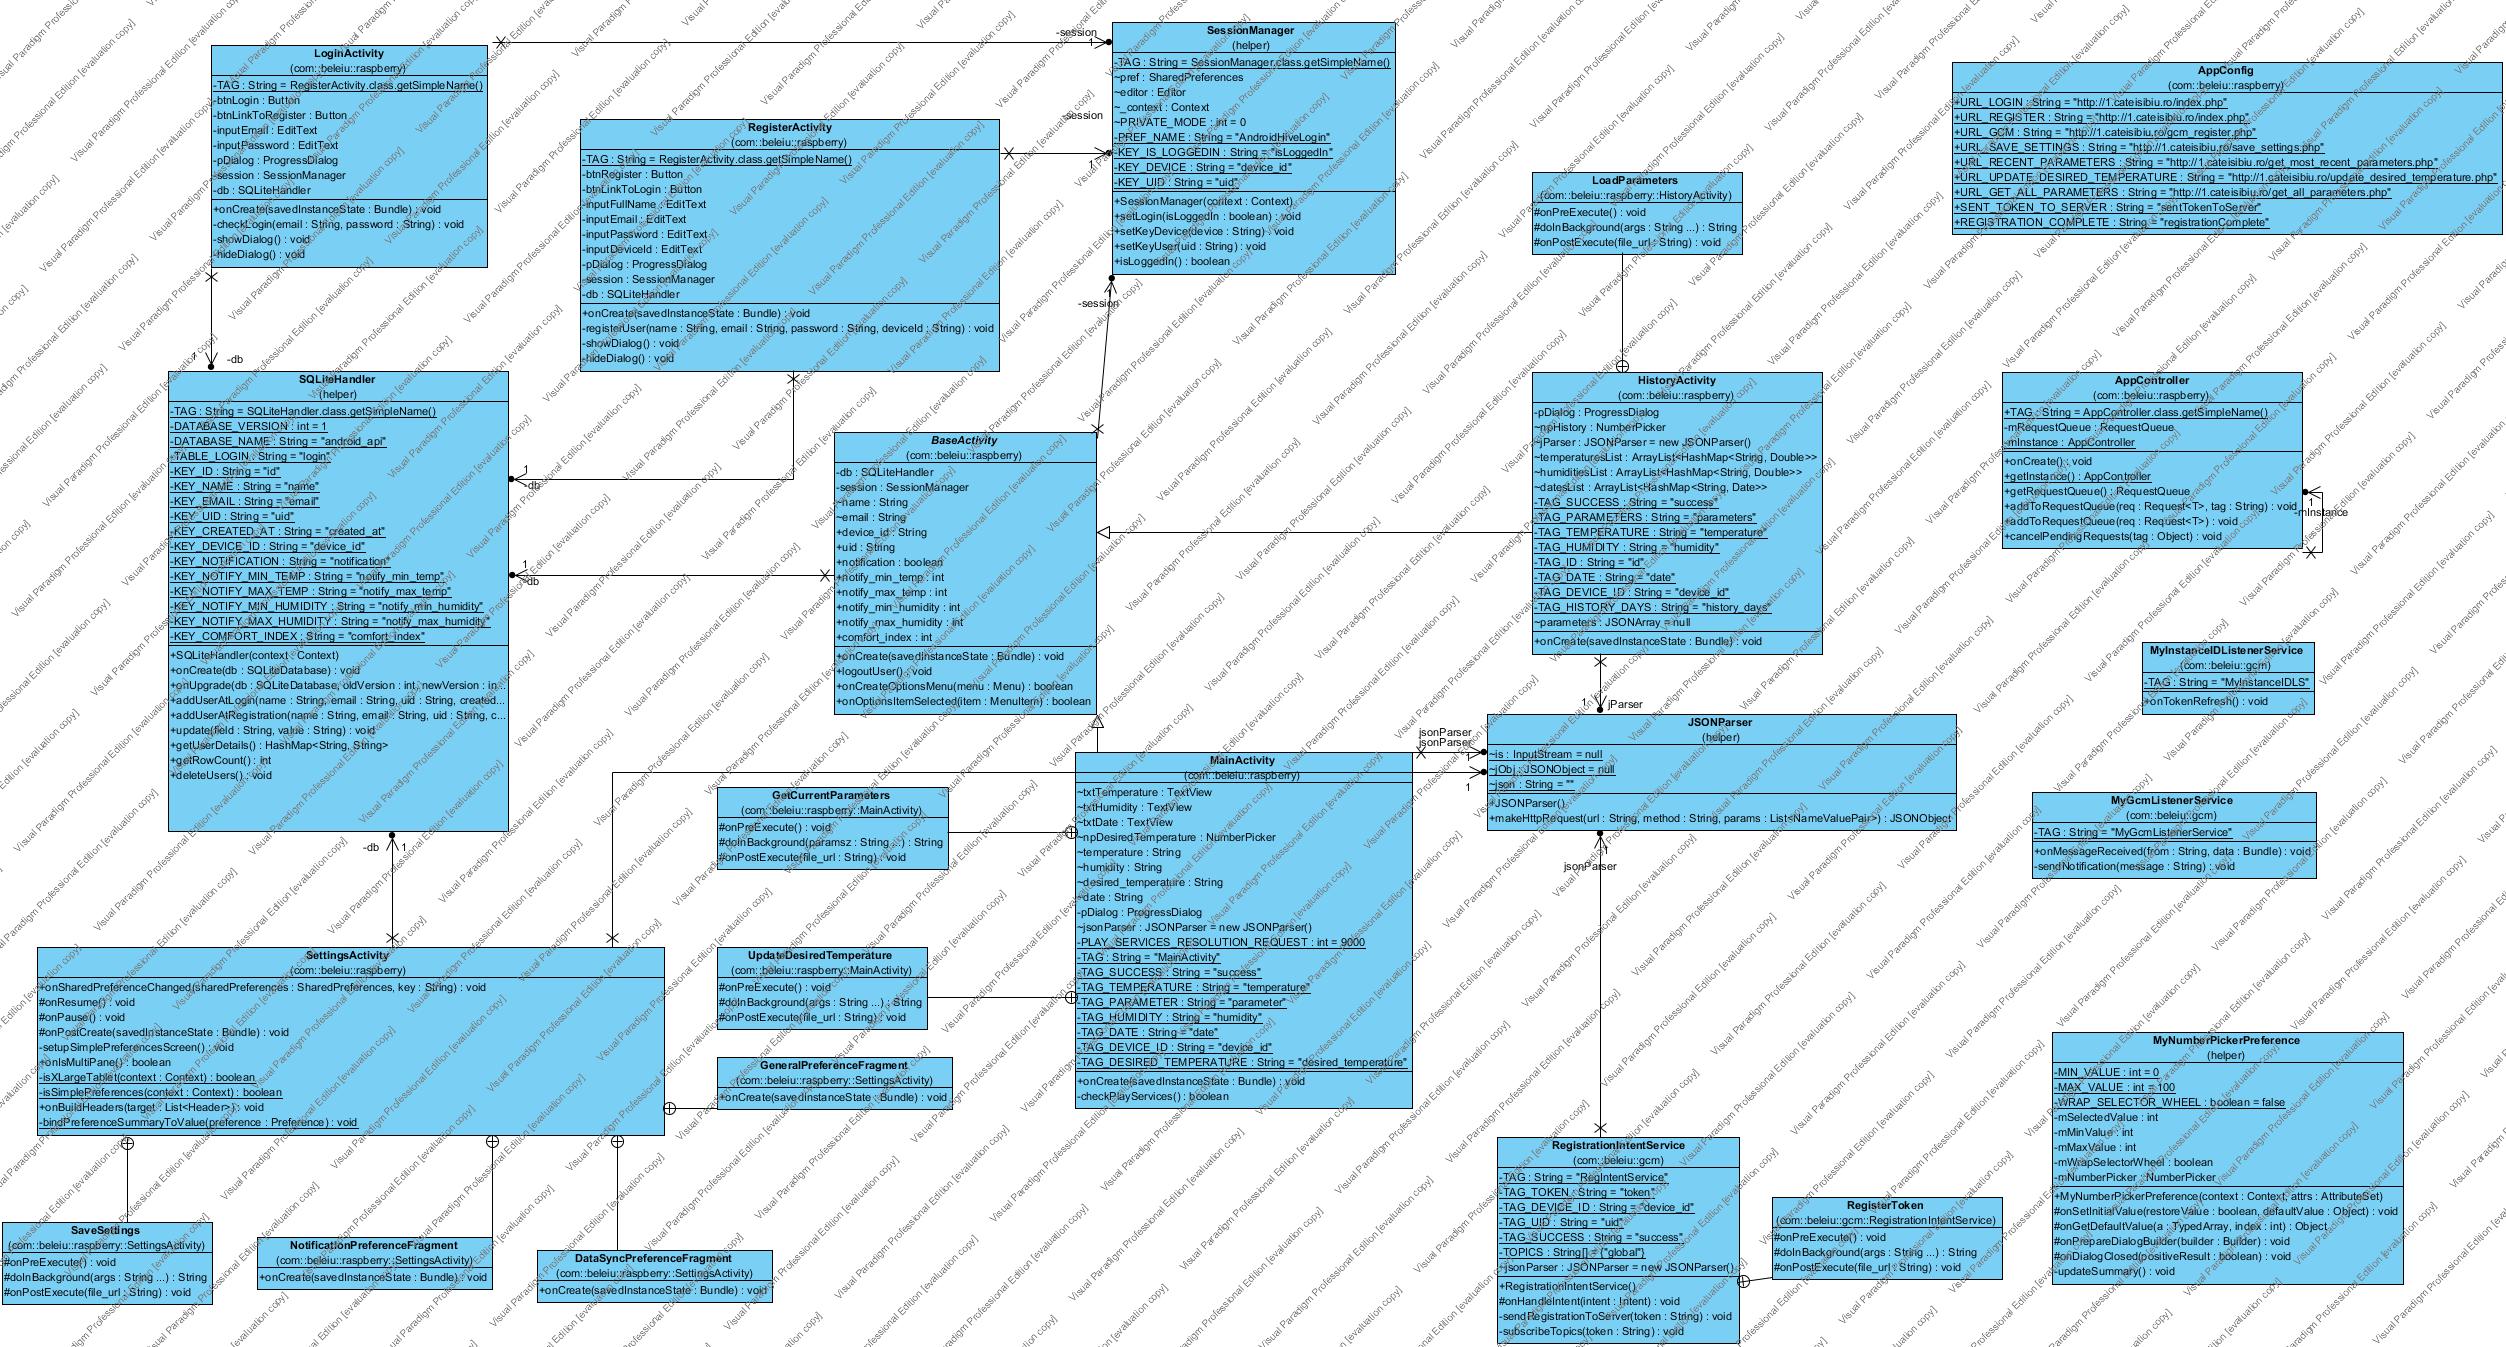 LoginActivity
(com::beleiu::raspberry)
-TAG : String = RegisterActivity.class.getSimpleName()
-btnLogin : Button
-btnLinkToRegister : Button
-inputEmail : EditText
-inputPassword : EditText
-pDialog : ProgressDialog
-session : SessionManager
-db : SQLiteHandler
+onCreate(savedInstanceState : Bundle) : void
-checkLogin(email : String, password : String) : void
-showDialog() : void
-hideDialog() : void
-session
1
SessionManager
(helper)
-TAG : String = SessionManager.class.getSimpleName()
~pref : SharedPreferences
~editor : Editor
~_context : Context
~PRIVATE_MODE : int = 0
-PREF_NAME : String = "AndroidHiveLogin"
-KEY_IS_LOGGEDIN : String = "isLoggedIn"
-KEY_DEVICE : String = "device_id"
-KEY_UID : String = "uid"
+SessionManager(context : Context)
+setLogin(isLoggedIn : boolean) : void
+setKeyDevice(device : String) : void
+setKeyUser(uid : String) : void
+isLoggedIn() : boolean
RegisterActivity
(com::beleiu::raspberry)
-TAG : String = RegisterActivity.class.getSimpleName()
-btnRegister : Button
-btnLinkToLogin : Button
-inputFullName : EditText
-inputEmail : EditText
-inputPassword : EditText
-inputDeviceId : EditText
-pDialog : ProgressDialog
-session : SessionManager
-db : SQLiteHandler
+onCreate(savedInstanceState : Bundle) : void
-registerUser(name : String, email : String, password : String, deviceId : String) : void
-showDialog() : void
-hideDialog() : void
-session
1
-session
LoadParameters
(com::beleiu::raspberry::HistoryActivity)
#onPreExecute() : void
#doInBackground(args : String ...) : String
#onPostExecute(file_url : String) : void
AppConfig
(com::beleiu::raspberry)
+URL_LOGIN : String = "http://1.cateisibiu.ro/index.php"
+URL_REGISTER : String = "http://1.cateisibiu.ro/index.php"
+URL_GCM : String = "http://1.cateisibiu.ro/gcm_register.php"
+URL_SAVE_SETTINGS : String = "http://1.cateisibiu.ro/save_settings.php"
+URL_RECENT_PARAMETERS : String = "http://1.cateisibiu.ro/get_most_recent_parameters.php"
+URL_UPDATE_DESIRED_TEMPERATURE : String = "http://1.cateisibiu.ro/update_desired_temperature.php"
+URL_GET_ALL_PARAMETERS : String = "http://1.cateisibiu.ro/get_all_parameters.php"
+SENT_TOKEN_TO_SERVER : String = "sentTokenToServer"
+REGISTRATION_COMPLETE : String = "registrationComplete"
1
-db
SQLiteHandler
(helper)
-TAG : String = SQLiteHandler.class.getSimpleName()
-DATABASE_VERSION : int = 1
-DATABASE_NAME : String = "android_api"
-TABLE_LOGIN : String = "login"
-KEY_ID : String = "id"
-KEY_NAME : String = "name"
-KEY_EMAIL : String = "email"
-KEY_UID : String = "uid"
-KEY_CREATED_AT : String = "created_at"
-KEY_DEVICE_ID : String = "device_id"
-KEY_NOTIFICATION : String = "notification"
-KEY_NOTIFY_MIN_TEMP : String = "notify_min_temp"
-KEY_NOTIFY_MAX_TEMP : String = "notify_max_temp"
-KEY_NOTIFY_MIN_HUMIDITY : String = "notify_min_humidity"
-KEY_NOTIFY_MAX_HUMIDITY : String = "notify_max_humidity"
-KEY_COMFORT_INDEX : String = "comfort_index"
+SQLiteHandler(context : Context)
+onCreate(db : SQLiteDatabase) : void
+onUpgrade(db : SQLiteDatabase, oldVersion : int, newVersion : in...
+addUserAtLogin(name : String, email : String, uid : String, created...
+addUserAtRegistration(name : String, email : String, uid : String, c...
+update(field : String, value : String) : void
+getUserDetails() : HashMap<String, String>
+getRowCount() : int
+deleteUsers() : void
1
-db
1
-db
BaseActivity
(com::beleiu::raspberry)
-db : SQLiteHandler
-session : SessionManager
~name : String
~email : String
+device_id : String
+uid : String
+notification : boolean
+notify_min_temp : int
+notify_max_temp : int
+notify_min_humidity : int
+notify_max_humidity : int
+comfort_index : int
+onCreate(savedInstanceState : Bundle) : void
+logoutUser() : void
+onCreateOptionsMenu(menu : Menu) : boolean
+onOptionsItemSelected(item : MenuItem) : boolean
HistoryActivity
(com::beleiu::raspberry)
-pDialog : ProgressDialog
~npHistory : NumberPicker
~jParser : JSONParser = new JSONParser()
~temperaturesList : ArrayList<HashMap<String, Double>>
~humiditiesList : ArrayList<HashMap<String, Double>>
~datesList : ArrayList<HashMap<String, Date>>
-TAG_SUCCESS : String = "success"
-TAG_PARAMETERS : String = "parameters"
-TAG_TEMPERATURE : String = "temperature"
-TAG_HUMIDITY : String = "humidity"
-TAG_ID : String = "id"
-TAG_DATE : String = "date"
-TAG_DEVICE_ID : String = "device_id"
-TAG_HISTORY_DAYS : String = "history_days"
~parameters : JSONArray = null
+onCreate(savedInstanceState : Bundle) : void
AppController
(com::beleiu::raspberry)
+TAG : String = AppController.class.getSimpleName()
-mRequestQueue : RequestQueue
-mInstance : AppController
+onCreate() : void
+getInstance() : AppController
+getRequestQueue() : RequestQueue
+addToRequestQueue(req : Request<T>, tag : String) : void
+addToRequestQueue(req : Request<T>) : void
+cancelPendingRequests(tag : Object) : void
1
-mInstance
MyInstanceIDListenerService
(com::beleiu::gcm)
-TAG : String = "MyInstanceIDLS"
+onTokenRefresh() : void
1
jParser
JSONParser
(helper)
~is : InputStream = null
~jObj : JSONObject = null
~json : String = ""
+JSONParser()
+makeHttpRequest(url : String, method : String, params : List<NameValuePair>) : JSONObject
jsonParser
jsonParser
1
1
jsonParser
MyGcmListenerService
(com::beleiu::gcm)
-TAG : String = "MyGcmListenerService"
+onMessageReceived(from : String, data : Bundle) : void
-sendNotification(message : String) : void
MainActivity
(com::beleiu::raspberry)
~txtTemperature : TextView
~txtHumidity : TextView
~txtDate : TextView
~npDesiredTemperature : NumberPicker
~temperature : String
~humidity : String
~desired_temperature : String
~date : String
-pDialog : ProgressDialog
~jsonParser : JSONParser = new JSONParser()
-PLAY_SERVICES_RESOLUTION_REQUEST : int = 9000
-TAG : String = "MainActivity"
-TAG_SUCCESS : String = "success"
-TAG_TEMPERATURE : String = "temperature"
-TAG_PARAMETER : String = "parameter"
-TAG_HUMIDITY : String = "humidity"
-TAG_DATE : String = "date"
-TAG_DEVICE_ID : String = "device_id"
-TAG_DESIRED_TEMPERATURE : String = "desired_temperature"
+onCreate(savedInstanceState : Bundle) : void
-checkPlayServices() : boolean
GetCurrentParameters
(com::beleiu::raspberry::MainActivity)
#onPreExecute() : void
#doInBackground(paramsz : String ...) : String
#onPostExecute(file_url : String) : void
-db
1
SettingsActivity
(com::beleiu::raspberry)
+onSharedPreferenceChanged(sharedPreferences : SharedPreferences, key : String) : void
#onResume() : void
#onPause() : void
#onPostCreate(savedInstanceState : Bundle) : void
-setupSimplePreferencesScreen() : void
+onIsMultiPane() : boolean
-isXLargeTablet(context : Context) : boolean
-isSimplePreferences(context : Context) : boolean
+onBuildHeaders(target : List<Header>) : void
-bindPreferenceSummaryToValue(preference : Preference) : void
UpdateDesiredTemperature
(com::beleiu::raspberry::MainActivity)
#onPreExecute() : void
#doInBackground(args : String ...) : String
#onPostExecute(file_url : String) : void
GeneralPreferenceFragment
(com::beleiu::raspberry::SettingsActivity)
+onCreate(savedInstanceState : Bundle) : void
MyNumberPickerPreference
(helper)
-MIN_VALUE : int = 0
-MAX_VALUE : int = 100
-WRAP_SELECTOR_WHEEL : boolean = false
-mSelectedValue : int
-mMinValue : int
-mMaxValue : int
-mWrapSelectorWheel : boolean
-mNumberPicker : NumberPicker
+MyNumberPickerPreference(context : Context, attrs : AttributeSet)
#onSetInitialValue(restoreValue : boolean, defaultValue : Object) : void
#onGetDefaultValue(a : TypedArray, index : int) : Object
#onPrepareDialogBuilder(builder : Builder) : void
#onDialogClosed(positiveResult : boolean) : void
-updateSummary() : void
RegistrationIntentService
(com::beleiu::gcm)
-TAG : String = "RegIntentService"
-TAG_TOKEN : String = "token"
-TAG_DEVICE_ID : String = "device_id"
-TAG_UID : String = "uid"
-TAG_SUCCESS : String = "success"
-TOPICS : String[] = {"global"}
~jsonParser : JSONParser = new JSONParser()
+RegistrationIntentService()
#onHandleIntent(intent : Intent) : void
-sendRegistrationToServer(token : String) : void
-subscribeTopics(token : String) : void
RegisterToken
(com::beleiu::gcm::RegistrationIntentService)
#onPreExecute() : void
#doInBackground(args : String ...) : String
#onPostExecute(file_url : String) : void
SaveSettings
(com::beleiu::raspberry::SettingsActivity)
#onPreExecute() : void
#doInBackground(args : String ...) : String
#onPostExecute(file_url : String) : void
NotificationPreferenceFragment
(com::beleiu::raspberry::SettingsActivity)
+onCreate(savedInstanceState : Bundle) : void
DataSyncPreferenceFragment
(com::beleiu::raspberry::SettingsActivity)
+onCreate(savedInstanceState : Bundle) : void
Visual Paradigm Professional Edition [evaluation copy]